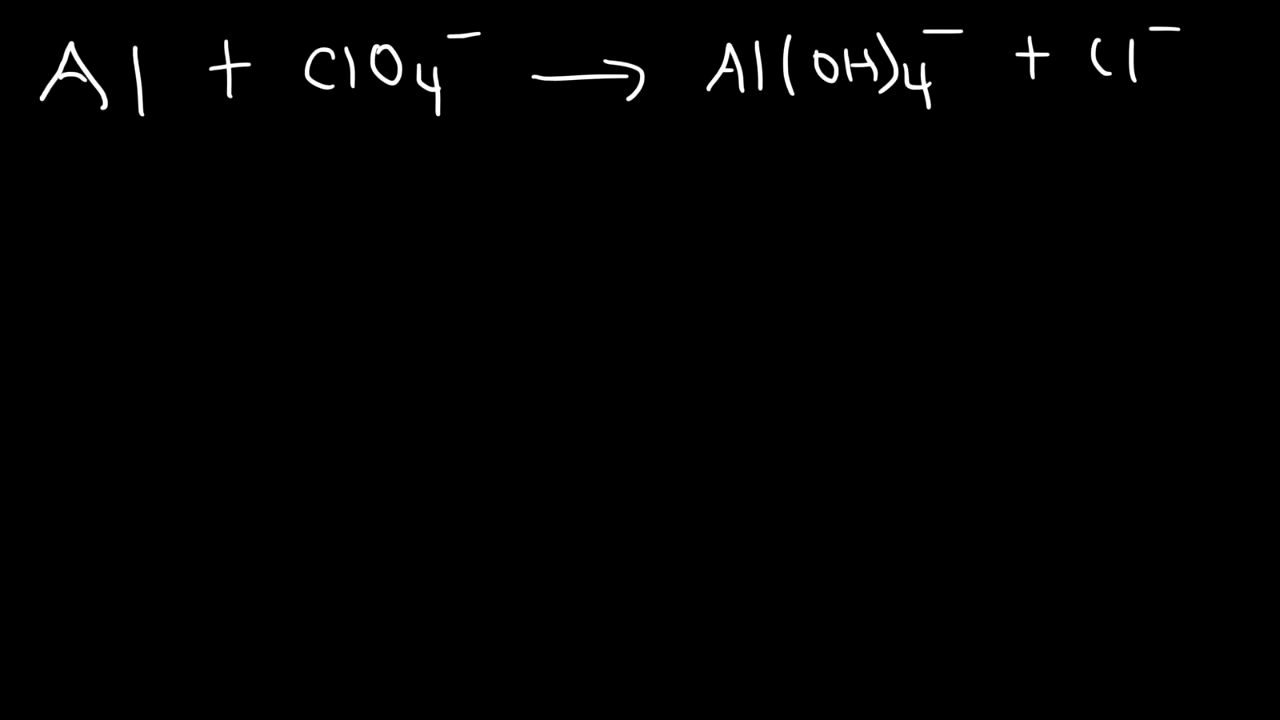 Al + ClO₄⁻ ⟶ Al(OH)₄⁻ + Cl⁻